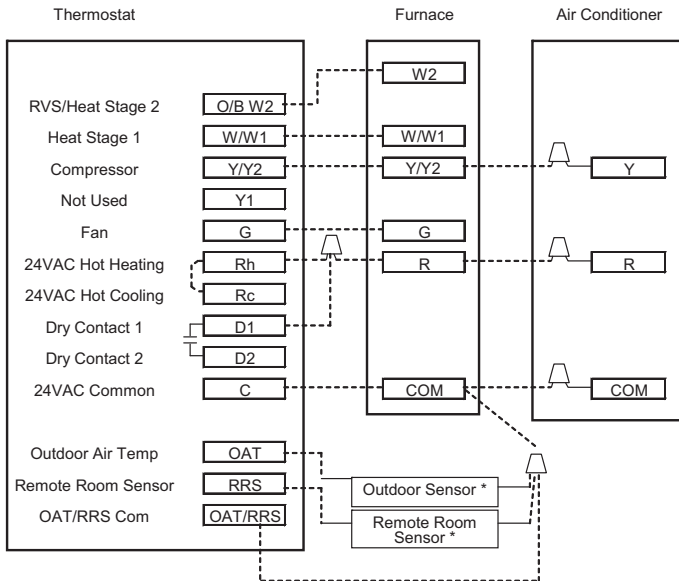 Thermostat Furnace Air Conditioner
W2
RVS/Heat Stage 2 O/B W2
Heat Stage 1 W/W1 W/W1
Compressor Y/Y2 Y/Y2 Y
Not Used Y1
Fan G G
24VAC Hot Heating Rh R R
24VAC Hot Cooling Rc
Dry Contact 1 D1
Dry Contact 2 D2
24VAC Common C COM COM
Outdoor Air Temp OAT
Outdoor Sensor *
Remote Room Sensor RRS
OAT/RRS Com OAT/RRS
Remote Room
Sensor *